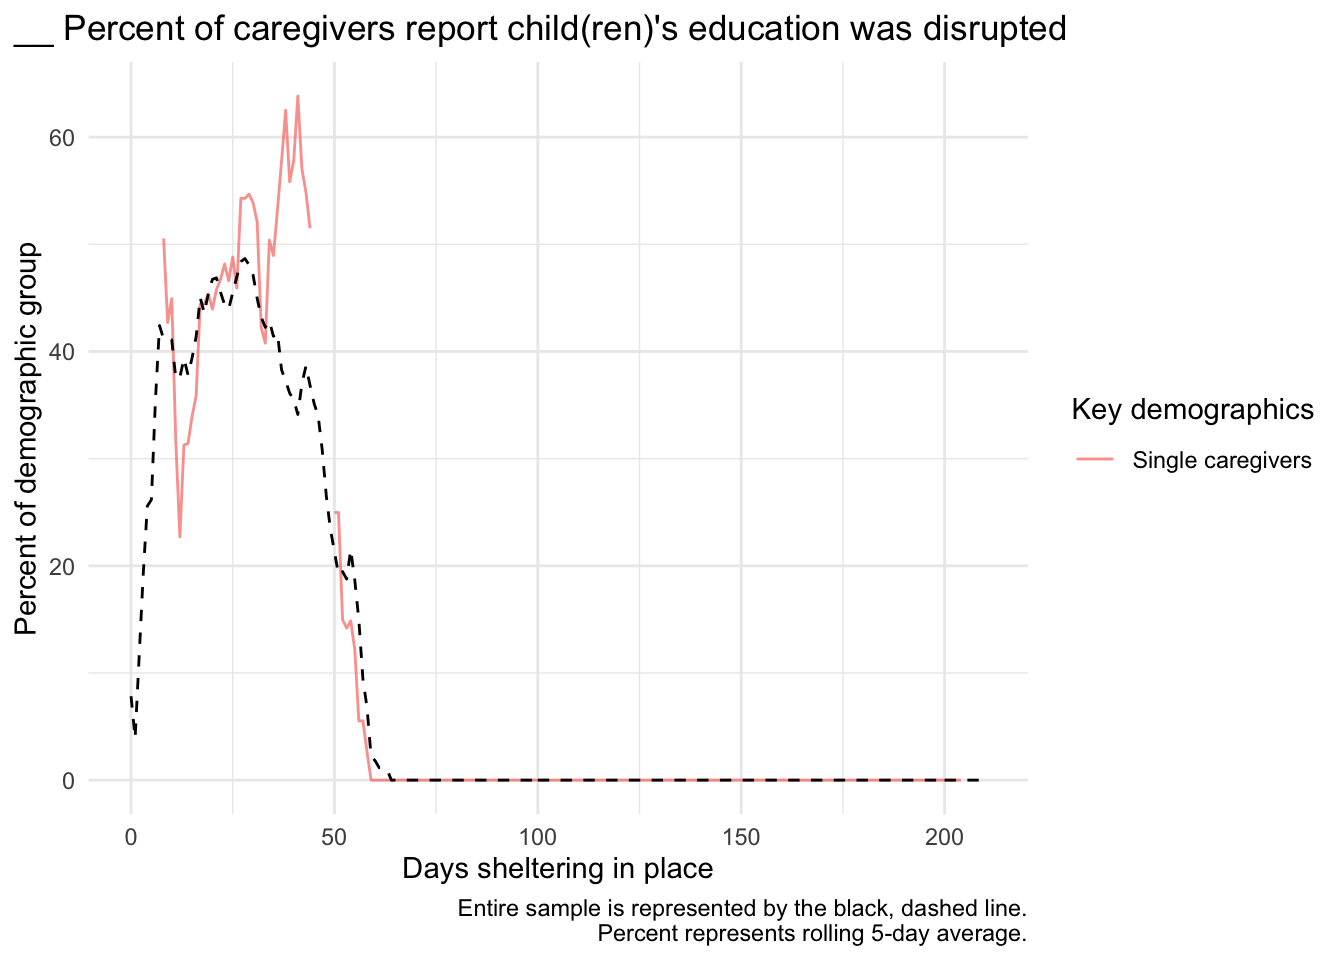 __ Percent of caregivers report child(ren)'s education was disrupted
Percent of demographic group
60
40
20
0
0
50
100
150
200
Days sheltering in place
Key demographics
Single caregivers
Entire sample is represented by the black, dashed line.
Percent represents rolling 5-day average.